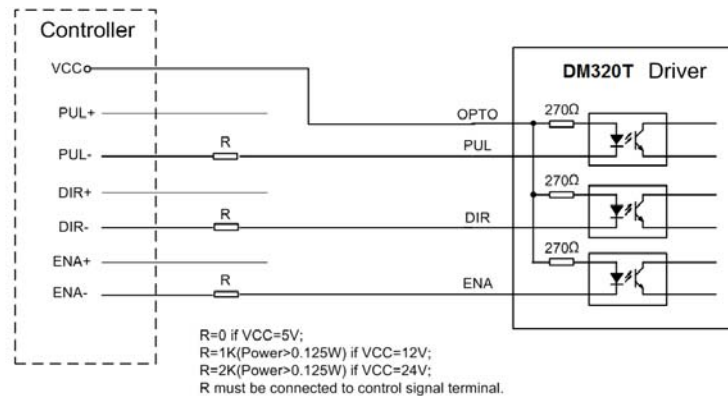 Controller
VCC
DM320T Driver
PUL+
OPTO
270Ω
R
PUL-
PUL
DIR+
270Ω
R
DIR-
DIR
270Ω
ENA+
R
ENA-
ENA
R=0 if VCC=5V;
R=1K(Power>0.125W) if VCC=12V;
R=2K(Power>0.125W) if VCC=24V;
R must be connected to control signal terminal.